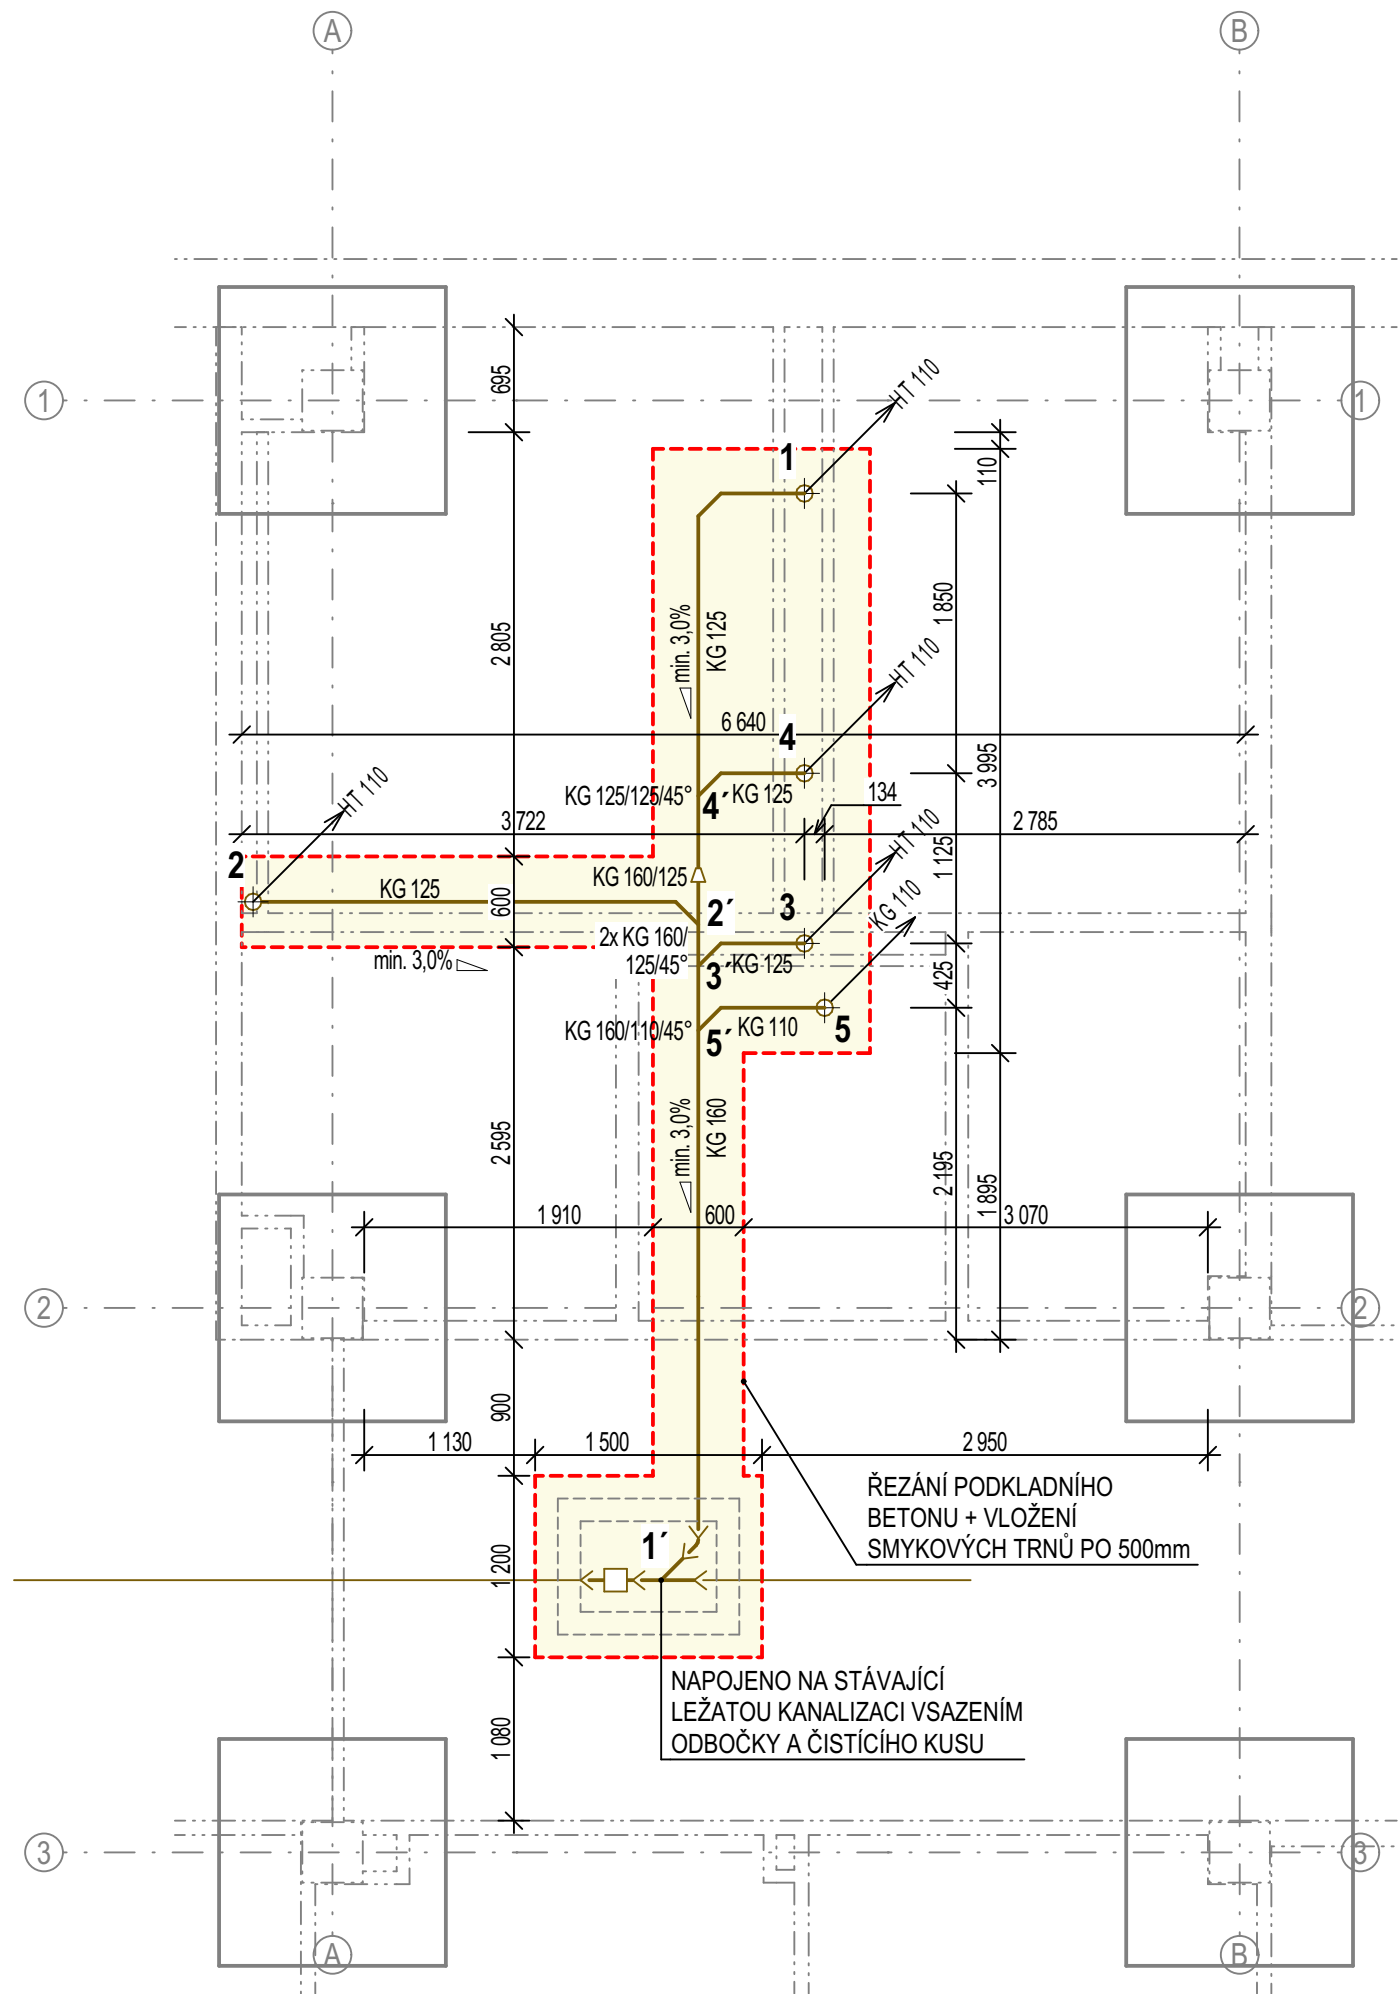 A
B
1
1
695
HT 110
1
110
2 805
min. 3,0%
KG 125
1 850
HT 110
6 640
4
3 995
HT 110
KG 125/125/45°
4´
KG 125
134
3 722
2 785
HT 110
1 125
2
KG 160/125
KG 125
600
2´
3
KG 110
2x KG 160/
125/45°
3´
KG 125
min. 3,0%
425
KG 160/110/45°
5´
KG 110
5
2 595
min. 3,0%
KG 160
2 195
1 895
1 910
600
3 070
2
2
900
1 130
1 500
2 950
ŘEZÁNÍ PODKLADNÍHO
BETONU + VLOŽENÍ
SMYKOVÝCH TRNŮ PO 500mm
1´
1 200
NAPOJENO NA STÁVAJÍCÍ
LEŽATOU KANALIZACI VSAZENÍM
ODBOČKY A ČISTÍCÍHO KUSU
1 080
3
3
A
B